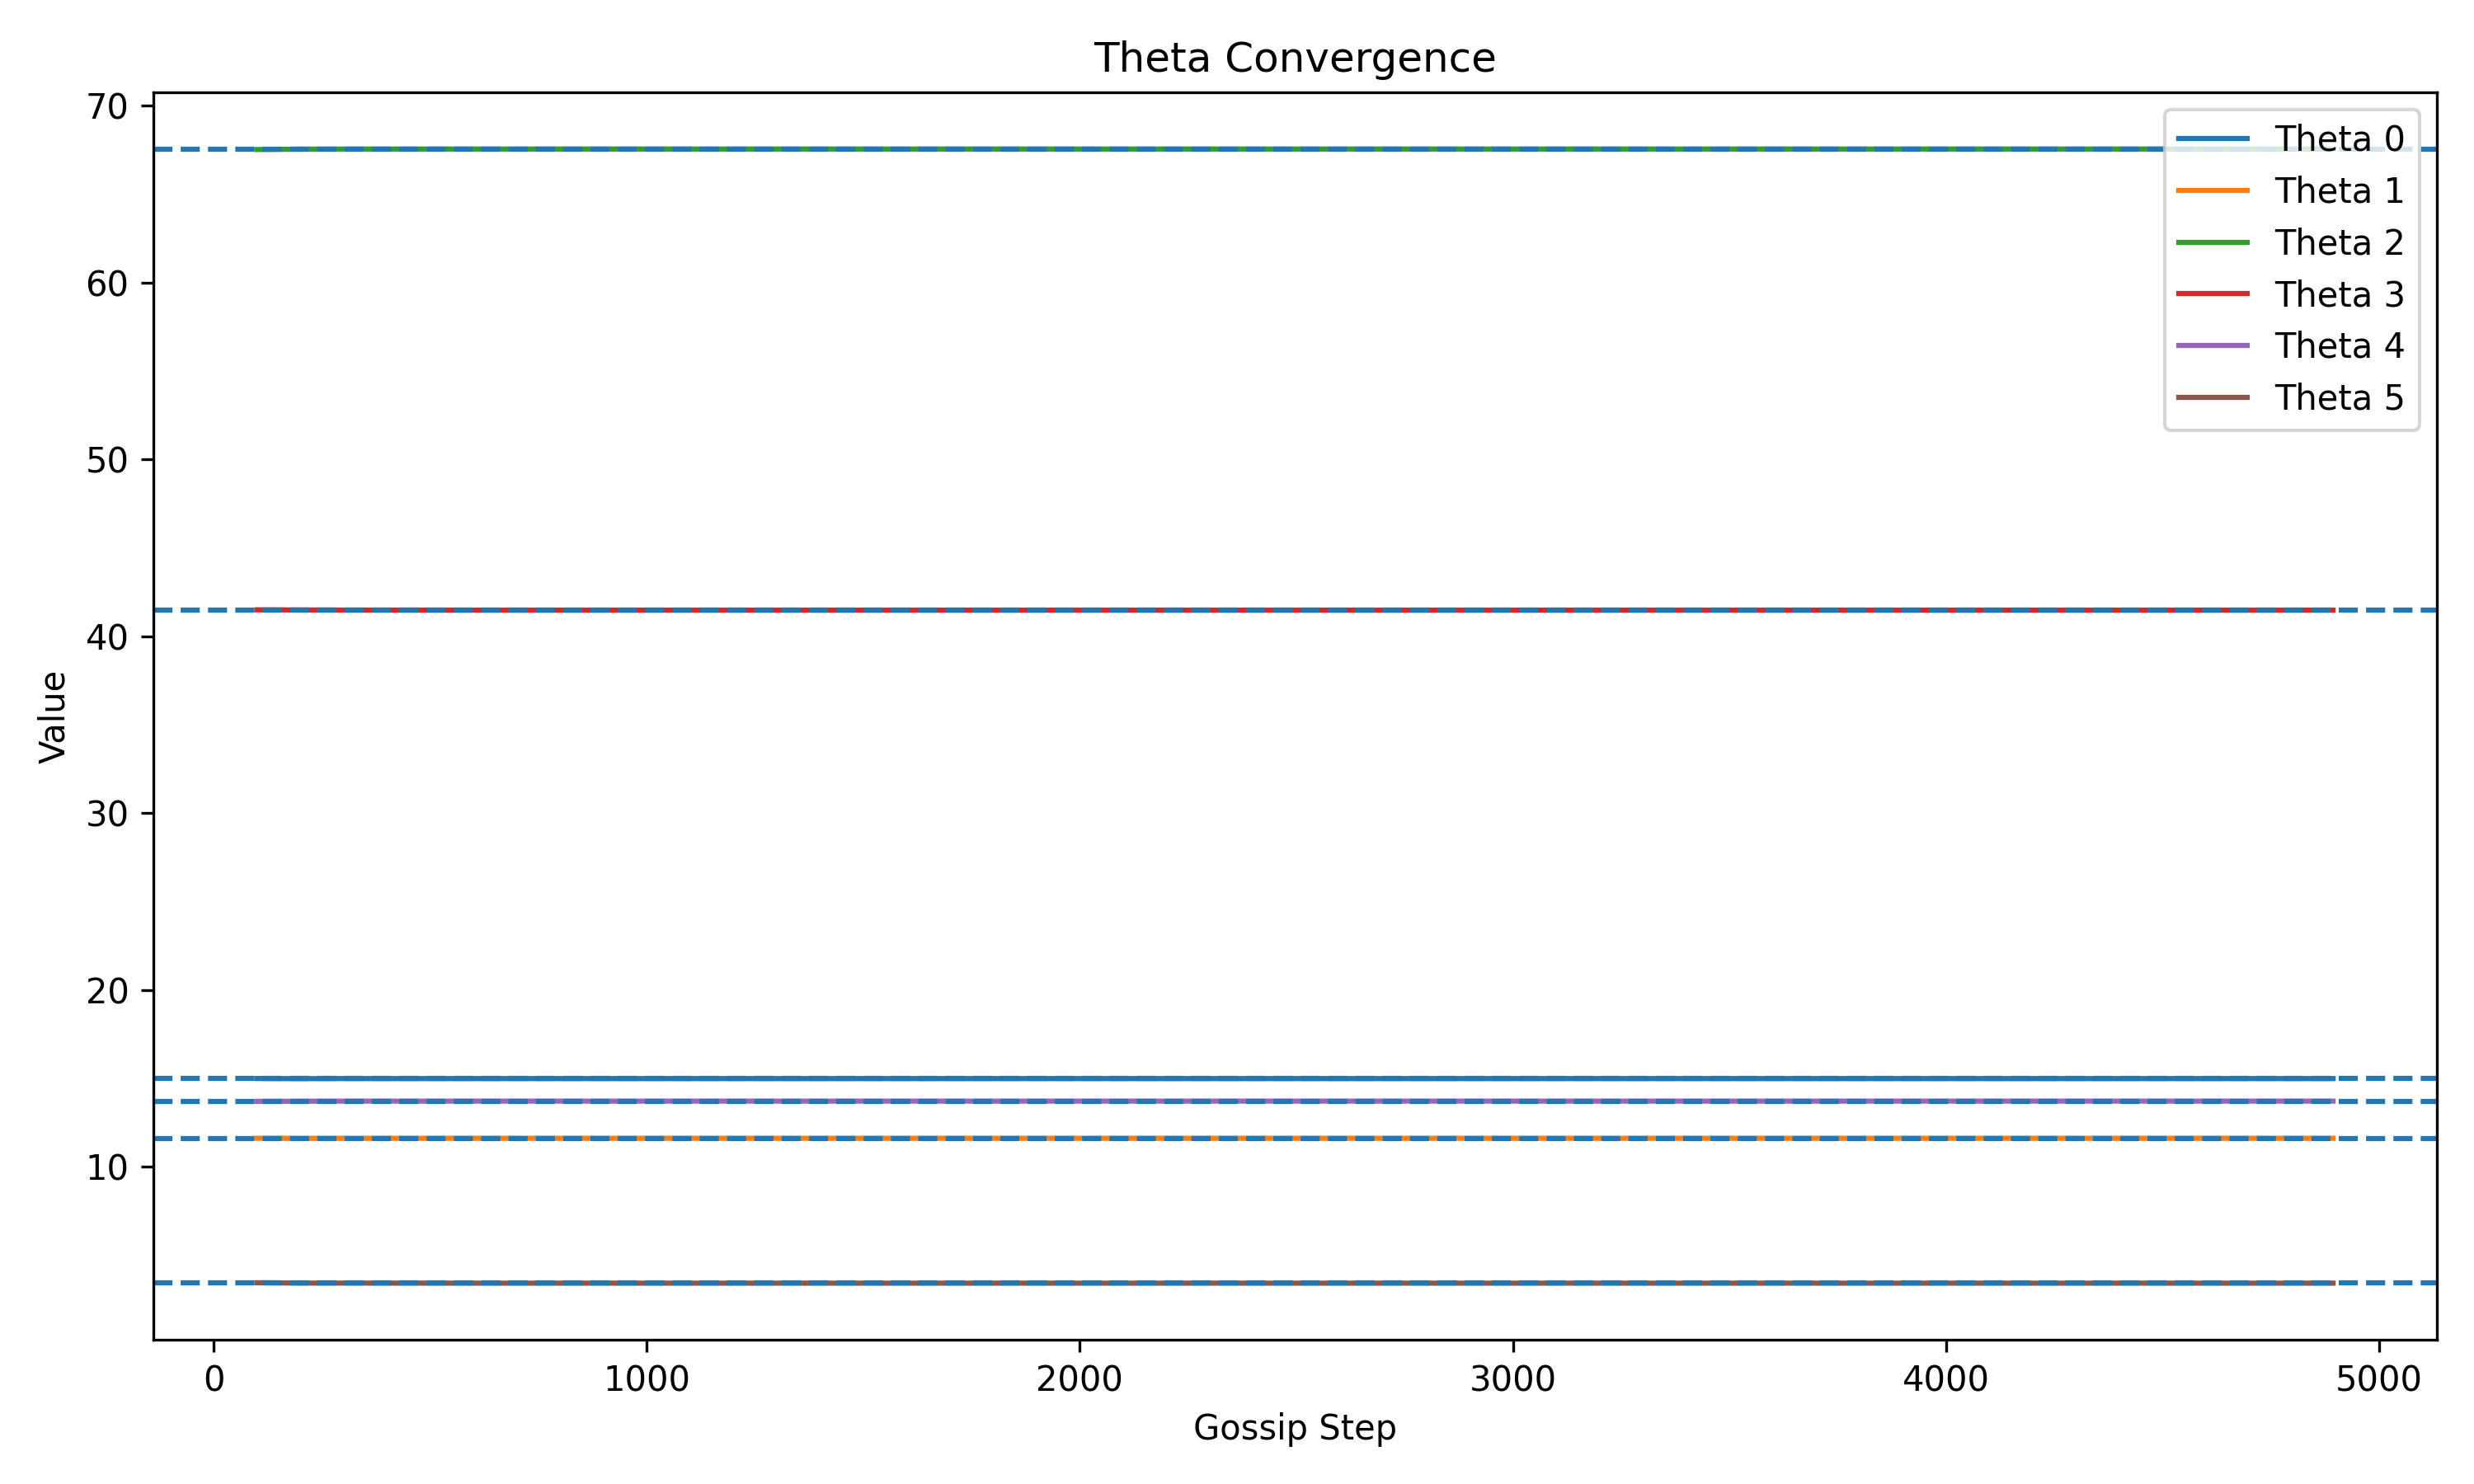 Theta Convergence
70
60
50
40
30
20
10
Value
0
1000
2000
3000
4000
5000
Gossip Step
Theta 0
Theta 1
Theta 2
Theta 3
Theta 4
Theta 5